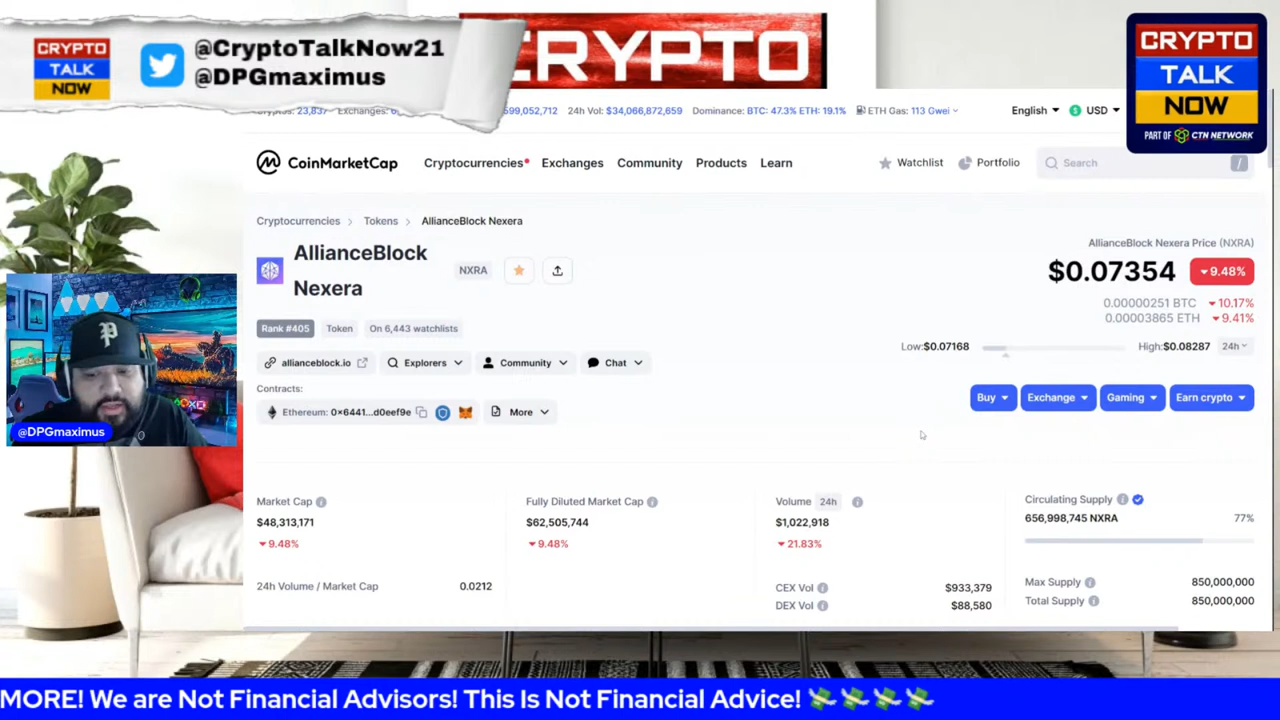 CRYPTO
TALK
NOW
@CryptoTalkNow21
@DPGmaximus
CRYPTO
CRYPTO
TALK
NOW
PART OF CTN NETWORK
Cryptos: 23,837 Exchanges: 599,052,712 24h Vol: $34,066,872,659 Dominance: BTC: 47.3% ETH: 19.1% ETH Gas: 113 Gwei English USD
CoinMarketCap Cryptocurrencies Exchanges Community Products Learn Watchlist Portfolio Search /
Cryptocurrencies > Tokens > AllianceBlock Nexera
AllianceBlock
Nexera
NXRA
AllianceBlock Nexera Price (NXRA)
$0.07354 9.48%
0.00000251 BTC 10.17%
0.00003865 ETH 9.41%
Low:$0.07168 High:$0.08287 24h
Rank #405 Token On 6,443 watchlists
allianceblock.io Explorers Community Chat
Contracts:
Ethereum: 0x6441...d0eef9e More
Buy Exchange Gaming Earn crypto
P
@DPGmaximus
Market Cap
$48,313,171
9.48%
24h Volume / Market Cap 0.0212
Fully Diluted Market Cap
$62,505,744
9.48%
Volume 24h
$1,022,918
21.83%
CEX Vol $933,379
DEX Vol $88,580
Circulating Supply
656,998,745 NXRA 77%
Max Supply 850,000,000
Total Supply 850,000,000
MORE! We are Not Financial Advisors! This Is Not Financial Advice! 💸💸💸💸